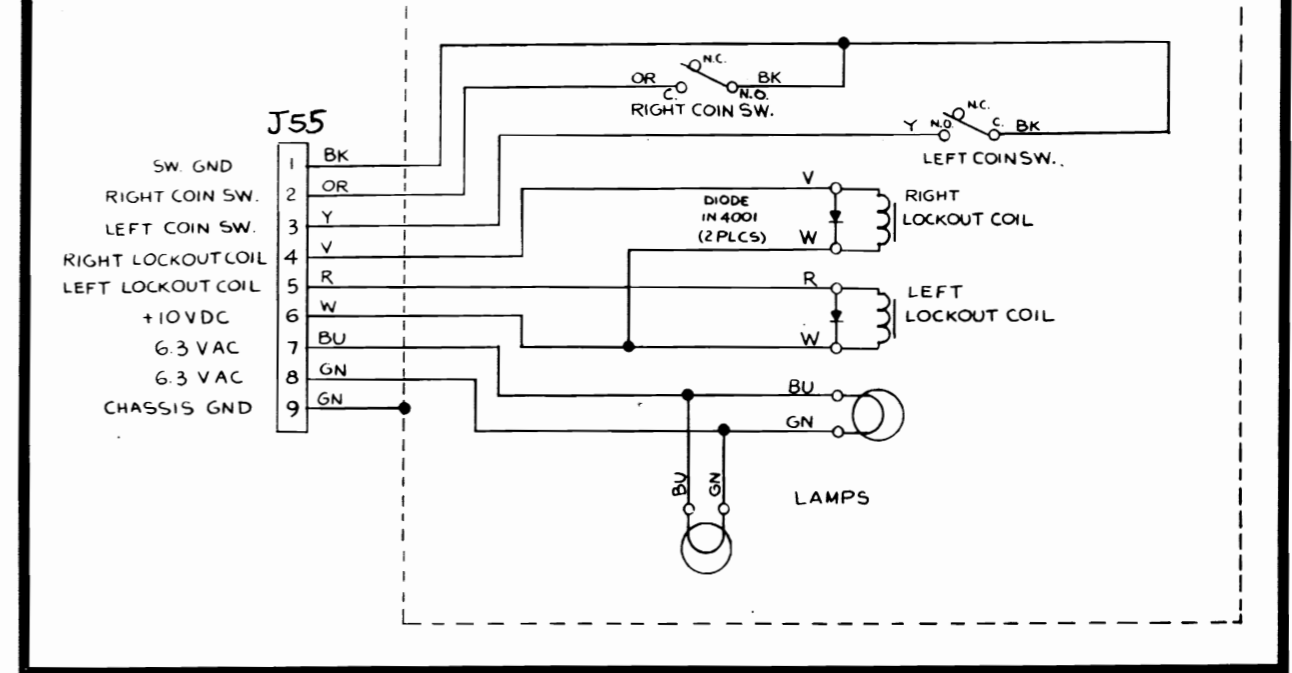 N.C.
OR
C.
N.O.
BK
RIGHT COIN SW.
N.C.
Y
N.O.
C.
BK
LEFT COIN SW.
J55
SW. GND 1 BK
RIGHT COIN SW. 2 OR
LEFT COIN SW. 3 Y
RIGHT LOCKOUT COIL 4 V
LEFT LOCKOUT COIL 5 R
+10VDC 6 W
6.3 VAC 7 BU
6.3 VAC 8 GN
CHASSIS GND 9 GN
V
DIODE
IN 4001
(2 PLCS)
W
RIGHT
LOCKOUT COIL
R
W
LEFT
LOCKOUT COIL
BU
GN
BU
GN
LAMPS